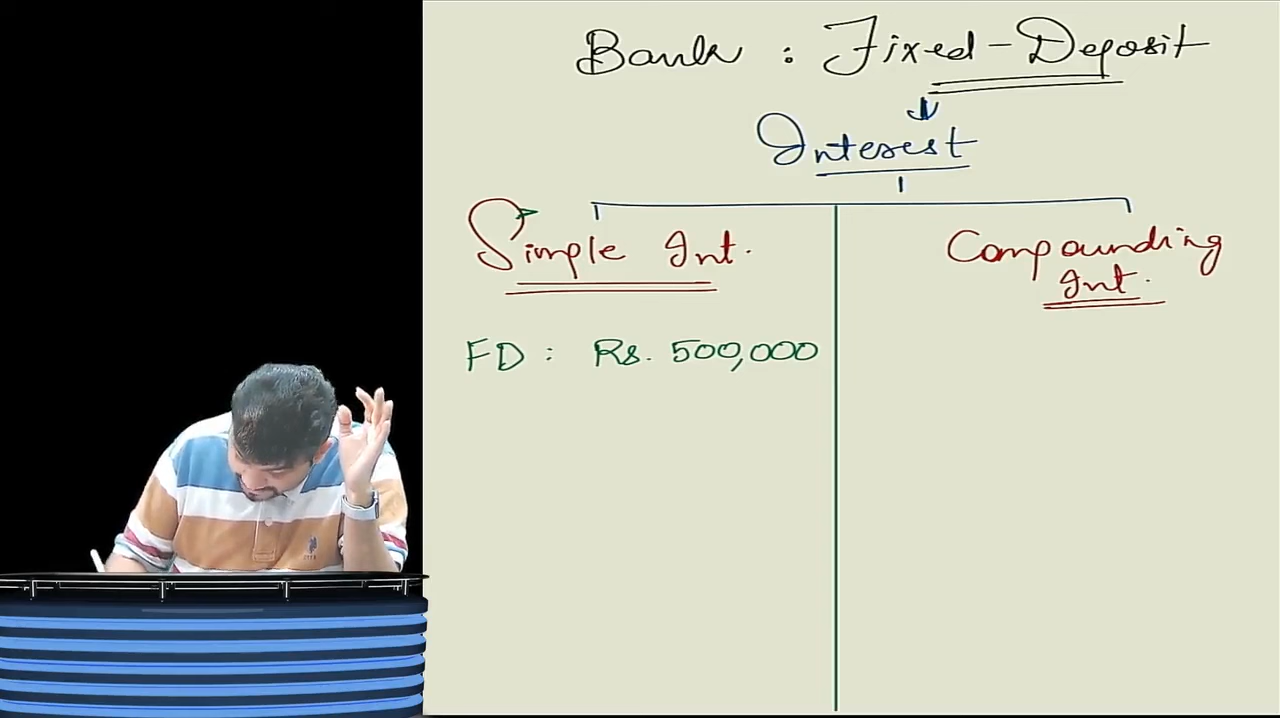 Bank : Fixed-Deposit
Interest
Simple Int.
Compounding
Int.
FD : Rs. 500,000